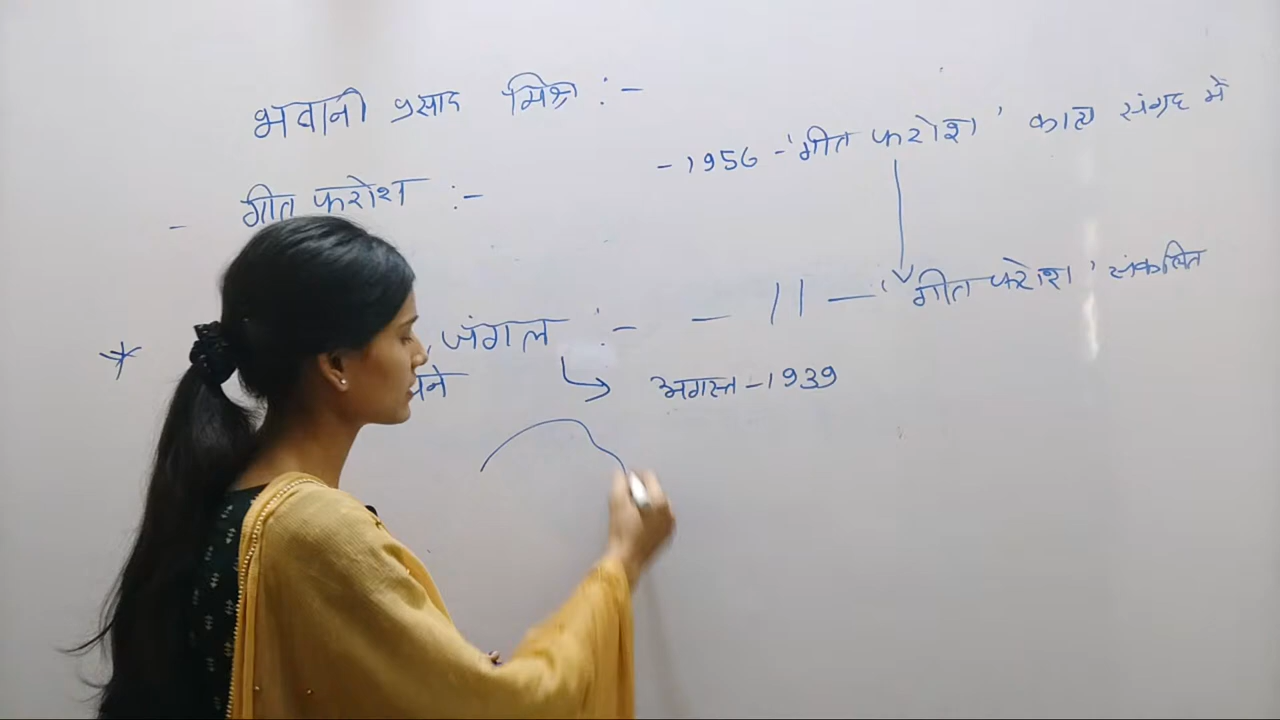 भवानी प्रसाद मिश्र :-
- 1956 - 'गीत फरोश' काव्य संग्रह में
- गीत फरोश :-
* , जंगल :- - || - 'गीत फरोश' संकलित
अगस्त - 1939